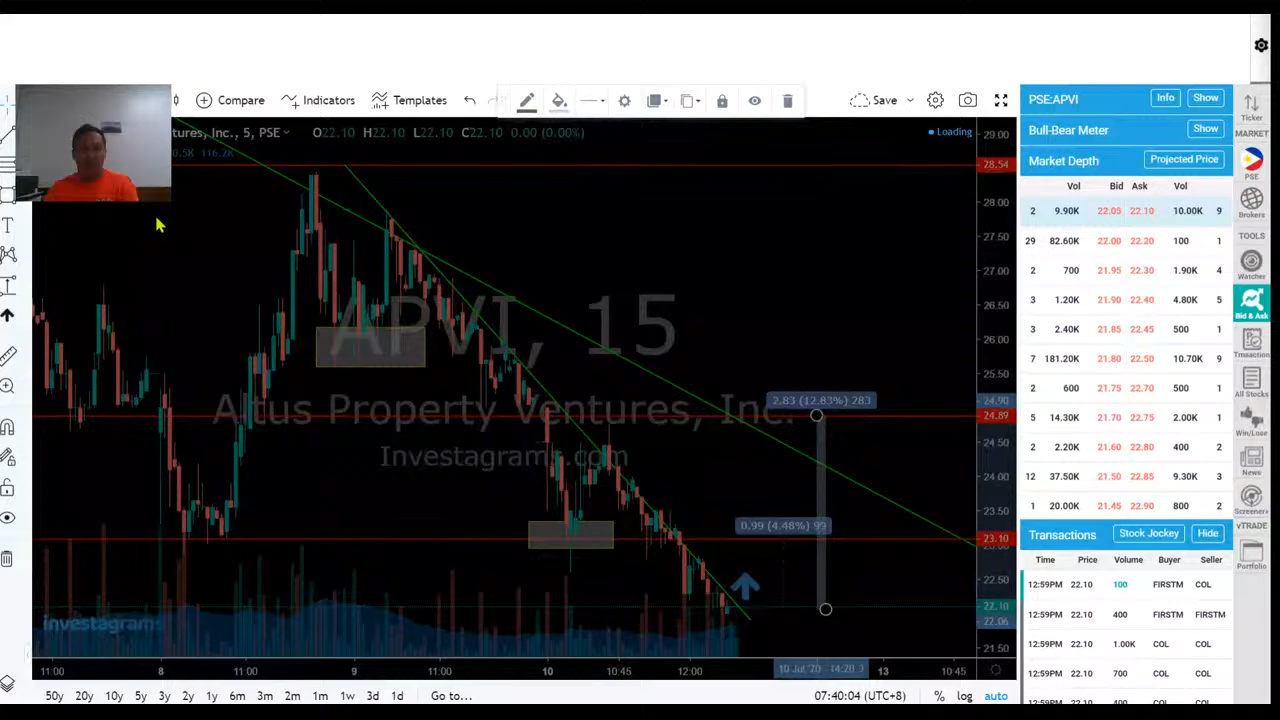 Compare
Indicators
Templates
Save
tures, Inc., 5, PSE
O22.10 H22.10 L22.10 C22.10 0.00 (0.00%)
Loading
APVI, 15
Altus Property Ventures, Inc.
Investagrams.com
2.83 (12.83%) 283
0.99 (4.48%) 99
investagrams
29.00
28.54
28.00
27.50
27.00
26.50
26.00
25.50
24.90
24.89
24.50
24.00
23.50
23.10
22.50
22.10
22.06
21.50
11:00 8 11:00 9 11:00 10 10:45 12:00 10 Jul '20 13 10:45
50y 20y 10y 5y 3y 2y 1y 6m 3m 2m 1m 1w 3d 1d Go to...
07:40:04 (UTC+8) % log auto
PSE:APVI Info Show
Bull-Bear Meter Show
Market Depth Projected Price
Vol Bid Ask Vol
2 9.90K 22.05 22.10 10.00K 9
29 82.60K 22.00 22.20 100 1
2 700 21.95 22.30 1.90K 4
3 1.20K 21.90 22.40 4.80K 5
3 2.40K 21.85 22.45 500 1
7 181.20K 21.80 22.50 10.70K 9
2 600 21.75 22.70 500 1
5 14.30K 21.70 22.75 2.00K 1
2 2.20K 21.60 22.80 400 2
12 37.50K 21.50 22.85 9.30K 3
1 20.00K 21.45 22.90 800 2
Transactions Stock Jockey Hide
Time Price Volume Buyer Seller
12:59PM 22.10 100 FIRSTM COL
12:59PM 22.10 400 FIRSTM FIRSTM
12:59PM 22.10 1.00K COL COL
12:59PM 22.10 700 COL COL
Ticker
MARKET
PSE
Brokers
TOOLS
Watcher
Bid & Ask
All Stocks
Win/Lose
News
Screener+
vTRADE
Portfolio